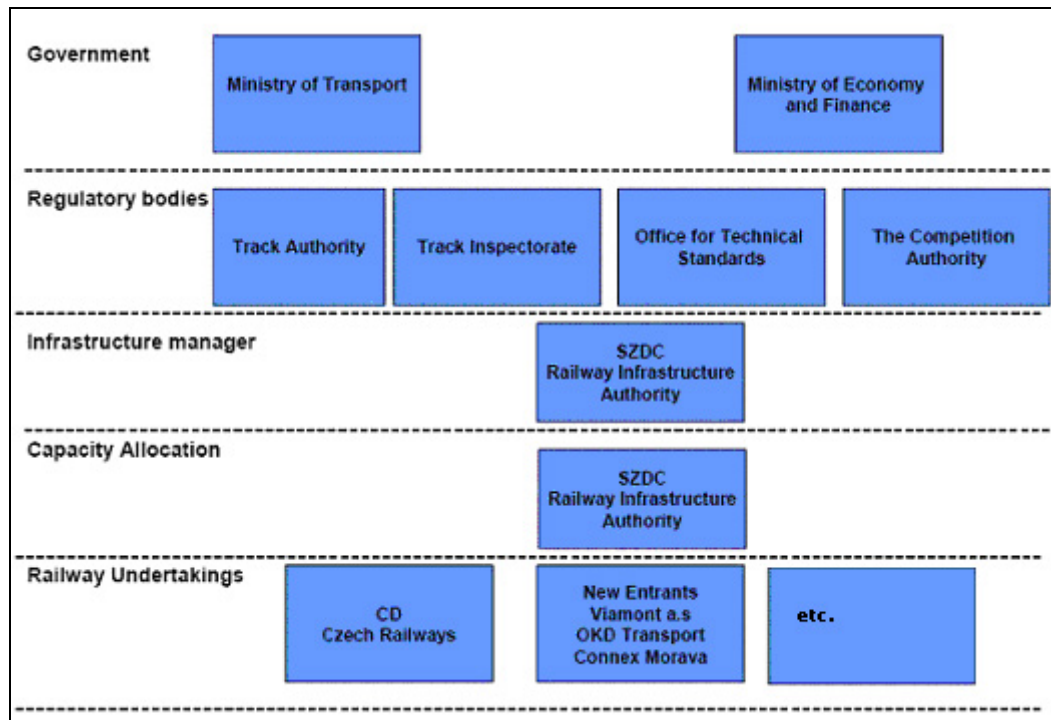 Government
Ministry of Transport
Ministry of Economy
and Finance
Regulatory bodies
Track Authority
Track Inspectorate
Office for Technical
Standards
The Competition
Authority
Infrastructure manager
SZDC
Railway Infrastructure
Authority
Capacity Allocation
SZDC
Railway Infrastructure
Authority
Railway Undertakings
CD
Czech Railways
New Entrants
Viamont a.s
OKD Transport
Connex Morava
etc.